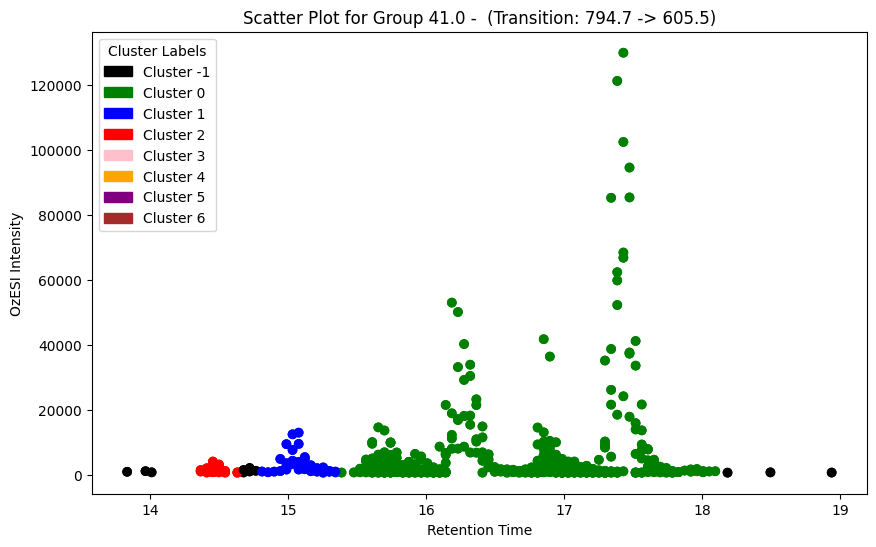 Scatter Plot for Group 41.0 -  (Transition: 794.7 -> 605.5)
Cluster Labels
Cluster -1
Cluster 0
Cluster 1
Cluster 2
Cluster 3
Cluster 4
Cluster 5
Cluster 6
OzESI Intensity
120000
100000
80000
60000
40000
20000
0
14 15 16 17 18 19
Retention Time